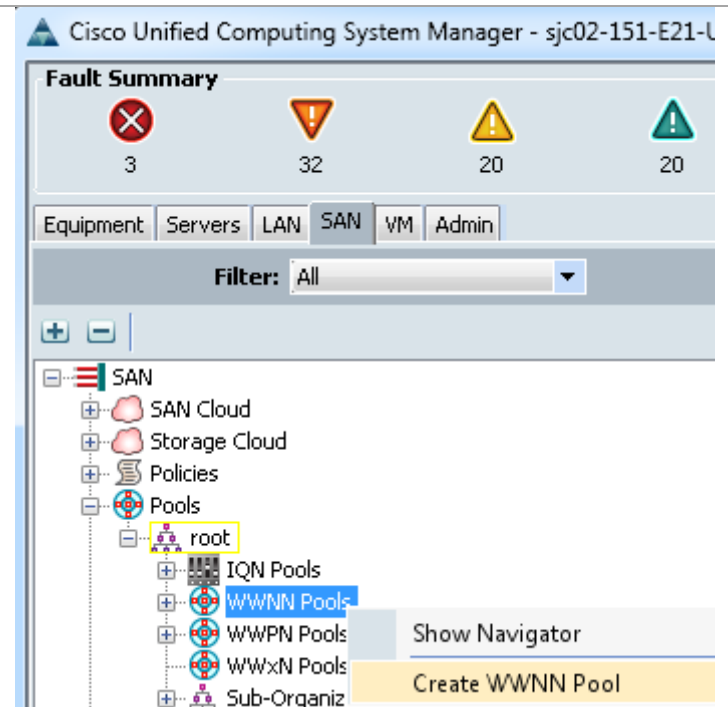 Cisco Unified Computing System Manager - sjc02-151-E21-U
Fault Summary
3 32 20 20
Equipment Servers LAN SAN VM Admin
Filter: All
SAN
SAN Cloud
Storage Cloud
Policies
Pools
root
IQN Pools
WWNN Pools
WWPN Pools Show Navigator
WWxN Pools
Sub-Organiz Create WWNN Pool